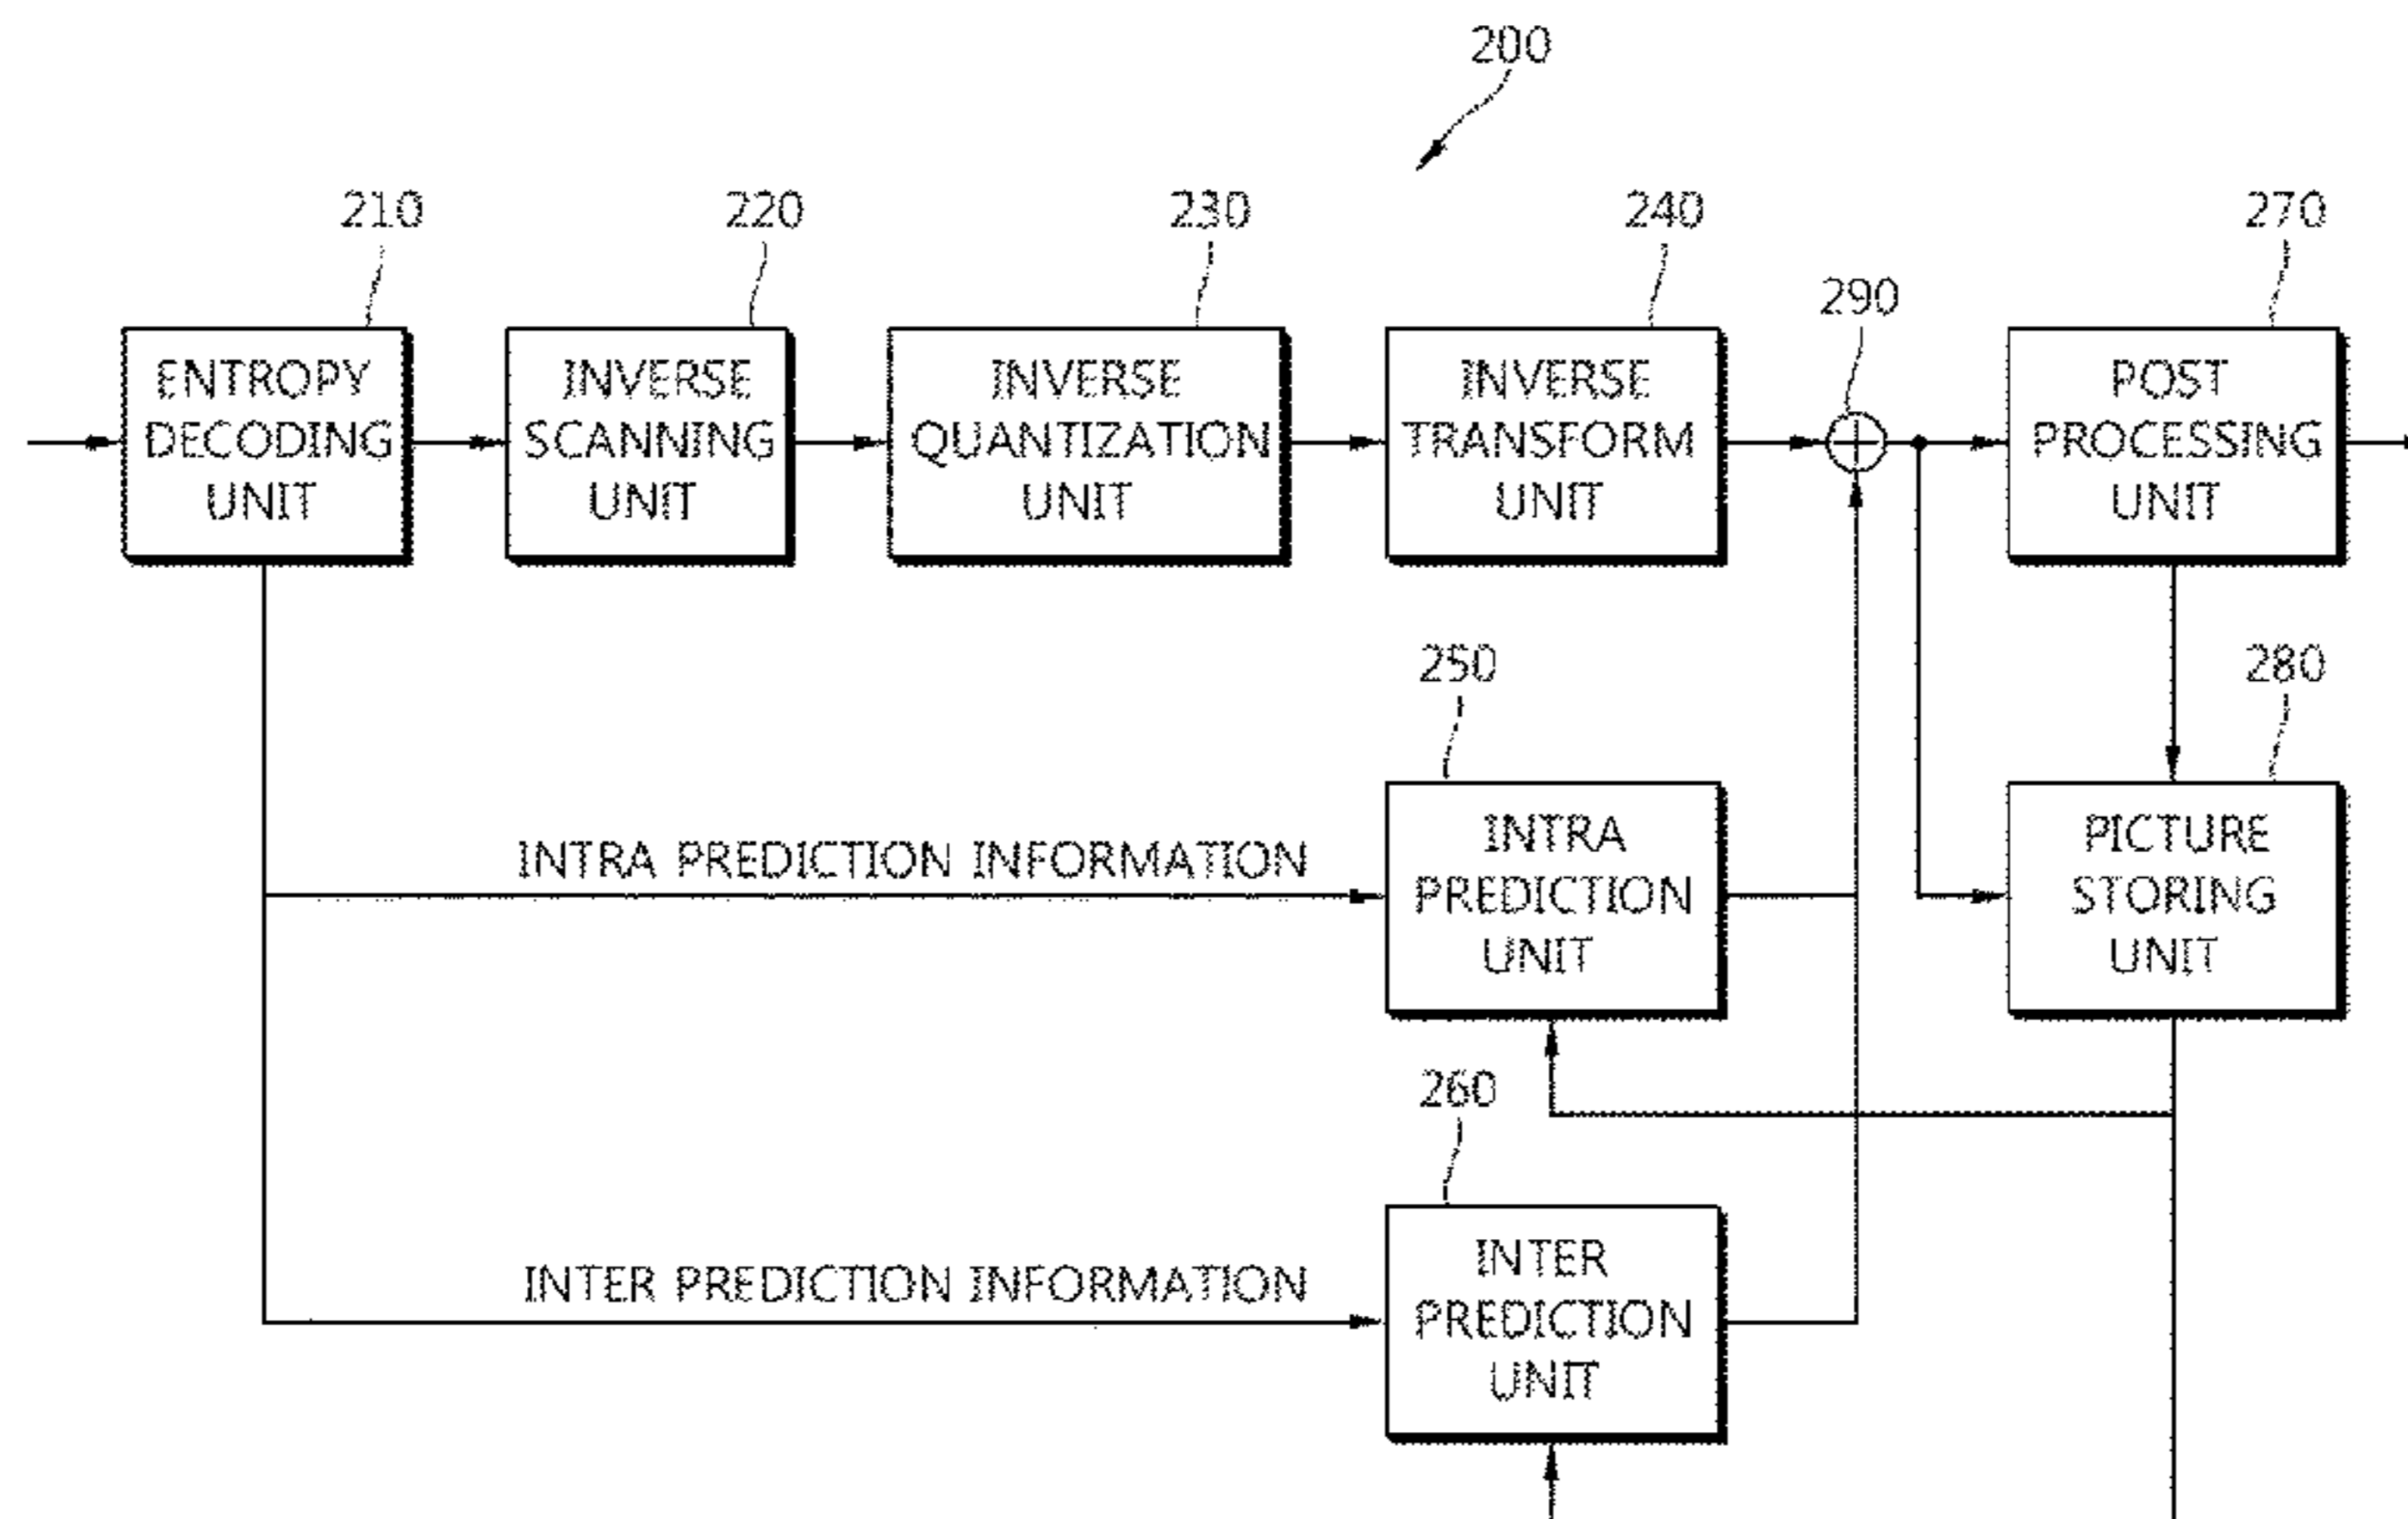 200
210
220
230
240
270
290
ENTROPY
DECODING
UNIT
INVERSE
SCANNING
UNIT
INVERSE
QUANTIZATION
UNIT
INVERSE
TRANSFORM
UNIT
POST
PROCESSING
UNIT
250
280
INTRA PREDICTION INFORMATION
INTRA
PREDICTION
UNIT
PICTURE
STORING
UNIT
260
INTER PREDICTION INFORMATION
INTER
PREDICTION
UNIT